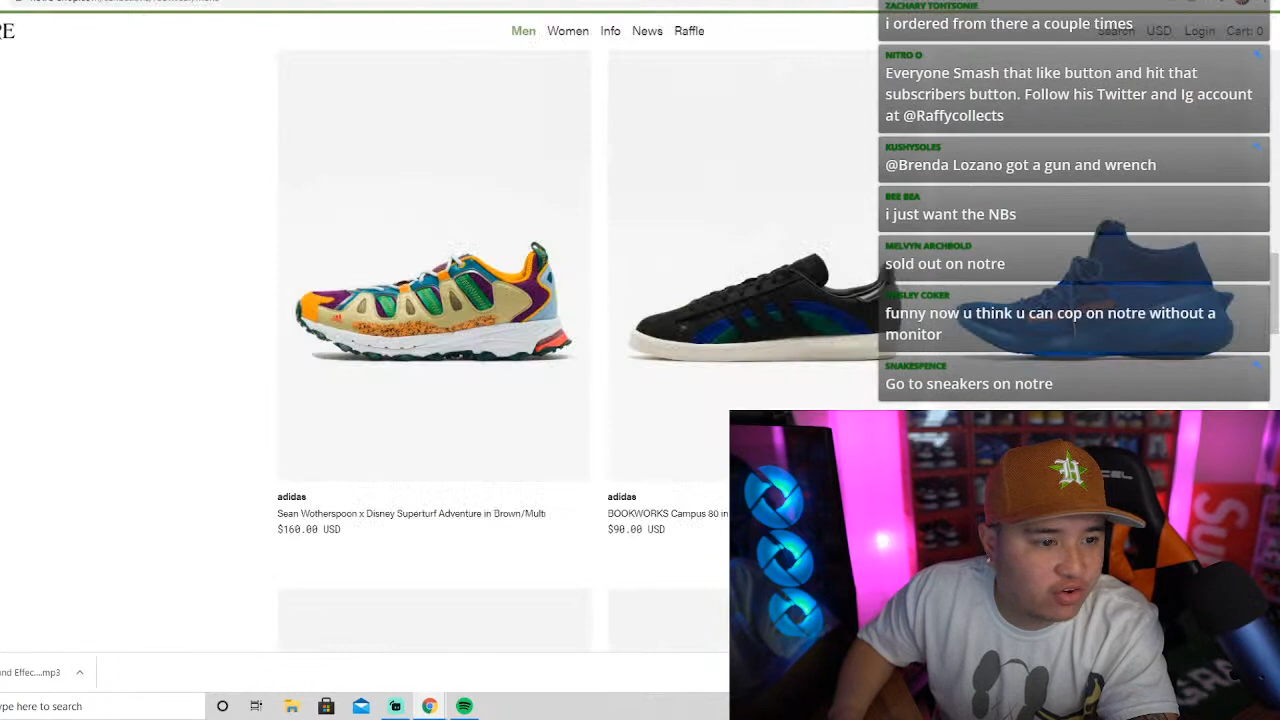 Men Women Info News Raffle
Search USD Login Cart: 0
ZACHARY TOHTSONIE
i ordered from there a couple times
NITRO O
Everyone Smash that like button and hit that
subscribers button. Follow his Twitter and Ig account
at @Raffycollects
KUSHYSOLES
@Brenda Lozano got a gun and wrench
BEE BEA
i just want the NBs
MELVYN ARCHBOLD
sold out on notre
COKER
funny now u think u can cop on notre without a
monitor
SNAKESPENCE
Go to sneakers on notre
adidas
Sean Wotherspoon x Disney Superturf Adventure in Brown/Multi
$160.00 USD
adidas
BOOKWORKS Campus 80 in
$90.00 USD
H
Sup
nd Effec....mp3
ype here to search